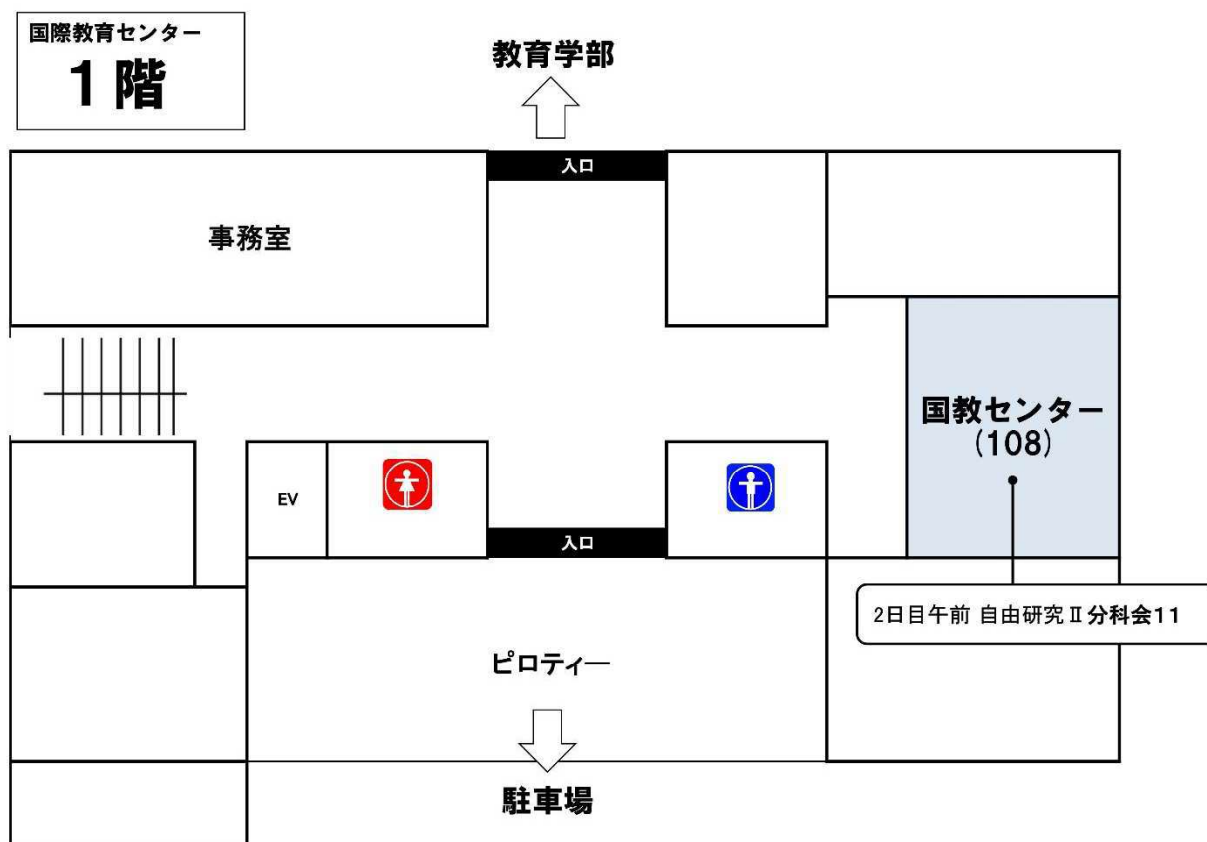 国際教育センター
1階
教育学部
入口
事務室
国教センター
(108)
EV
入口
2日目午前 自由研究Ⅱ分科会11
ピロティ―
駐車場